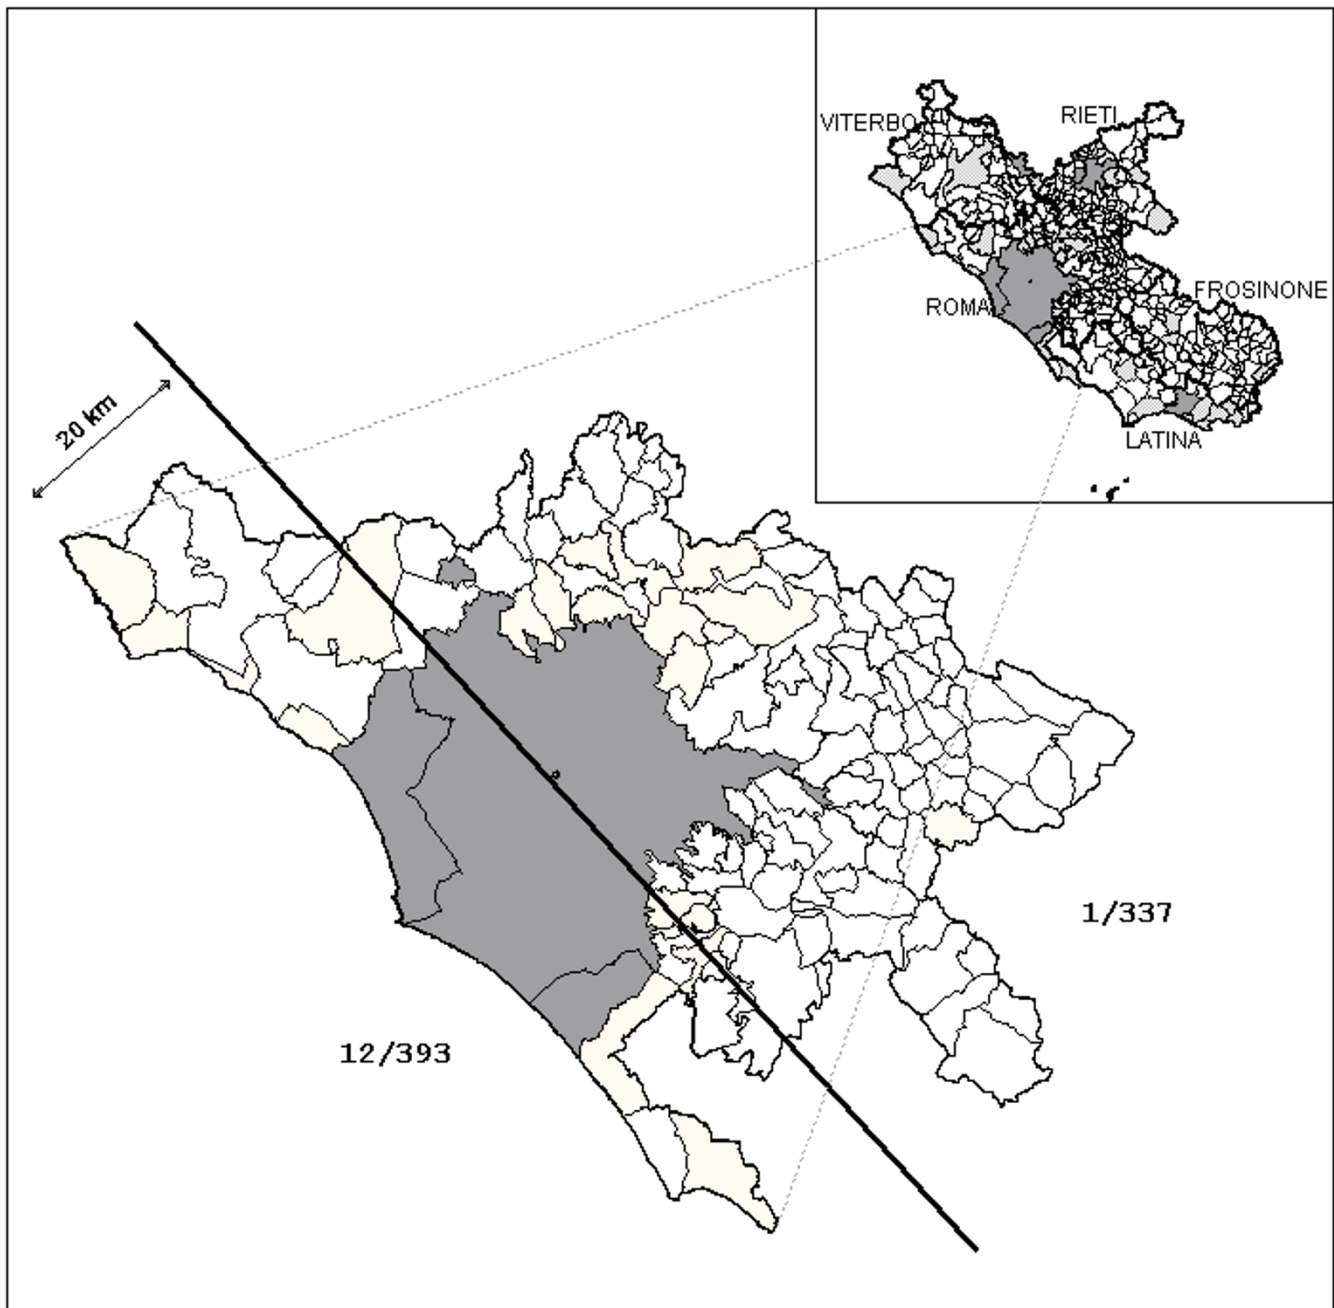 VITERBO
RIETI
FROSINONE
ROMA
LATINA
20 km
1/337
12/393